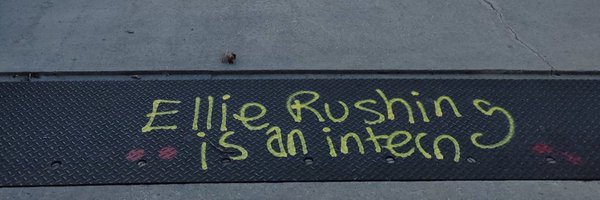 Ellie Rushing
is an intern